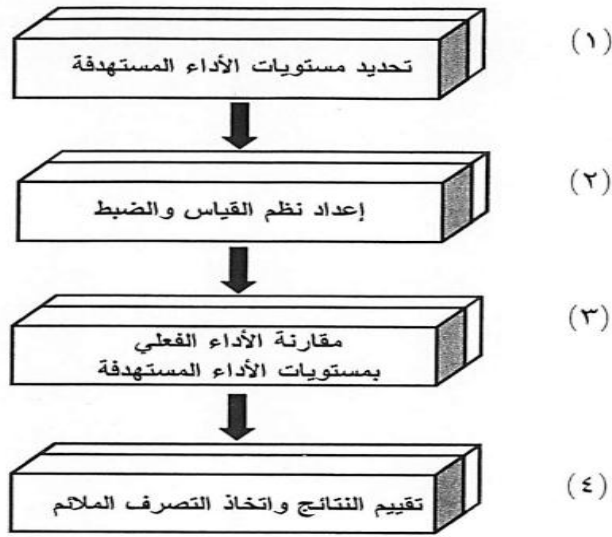 (١)
تحديد مستويات الأداء المستهدفة
(٢)
إعداد نظم القياس والضبط
(٣)
مقارنة الأداء الفعلي
بمستويات الأداء المستهدفة
(٤)
تقييم النتائج واتخاذ التصرف الملائم